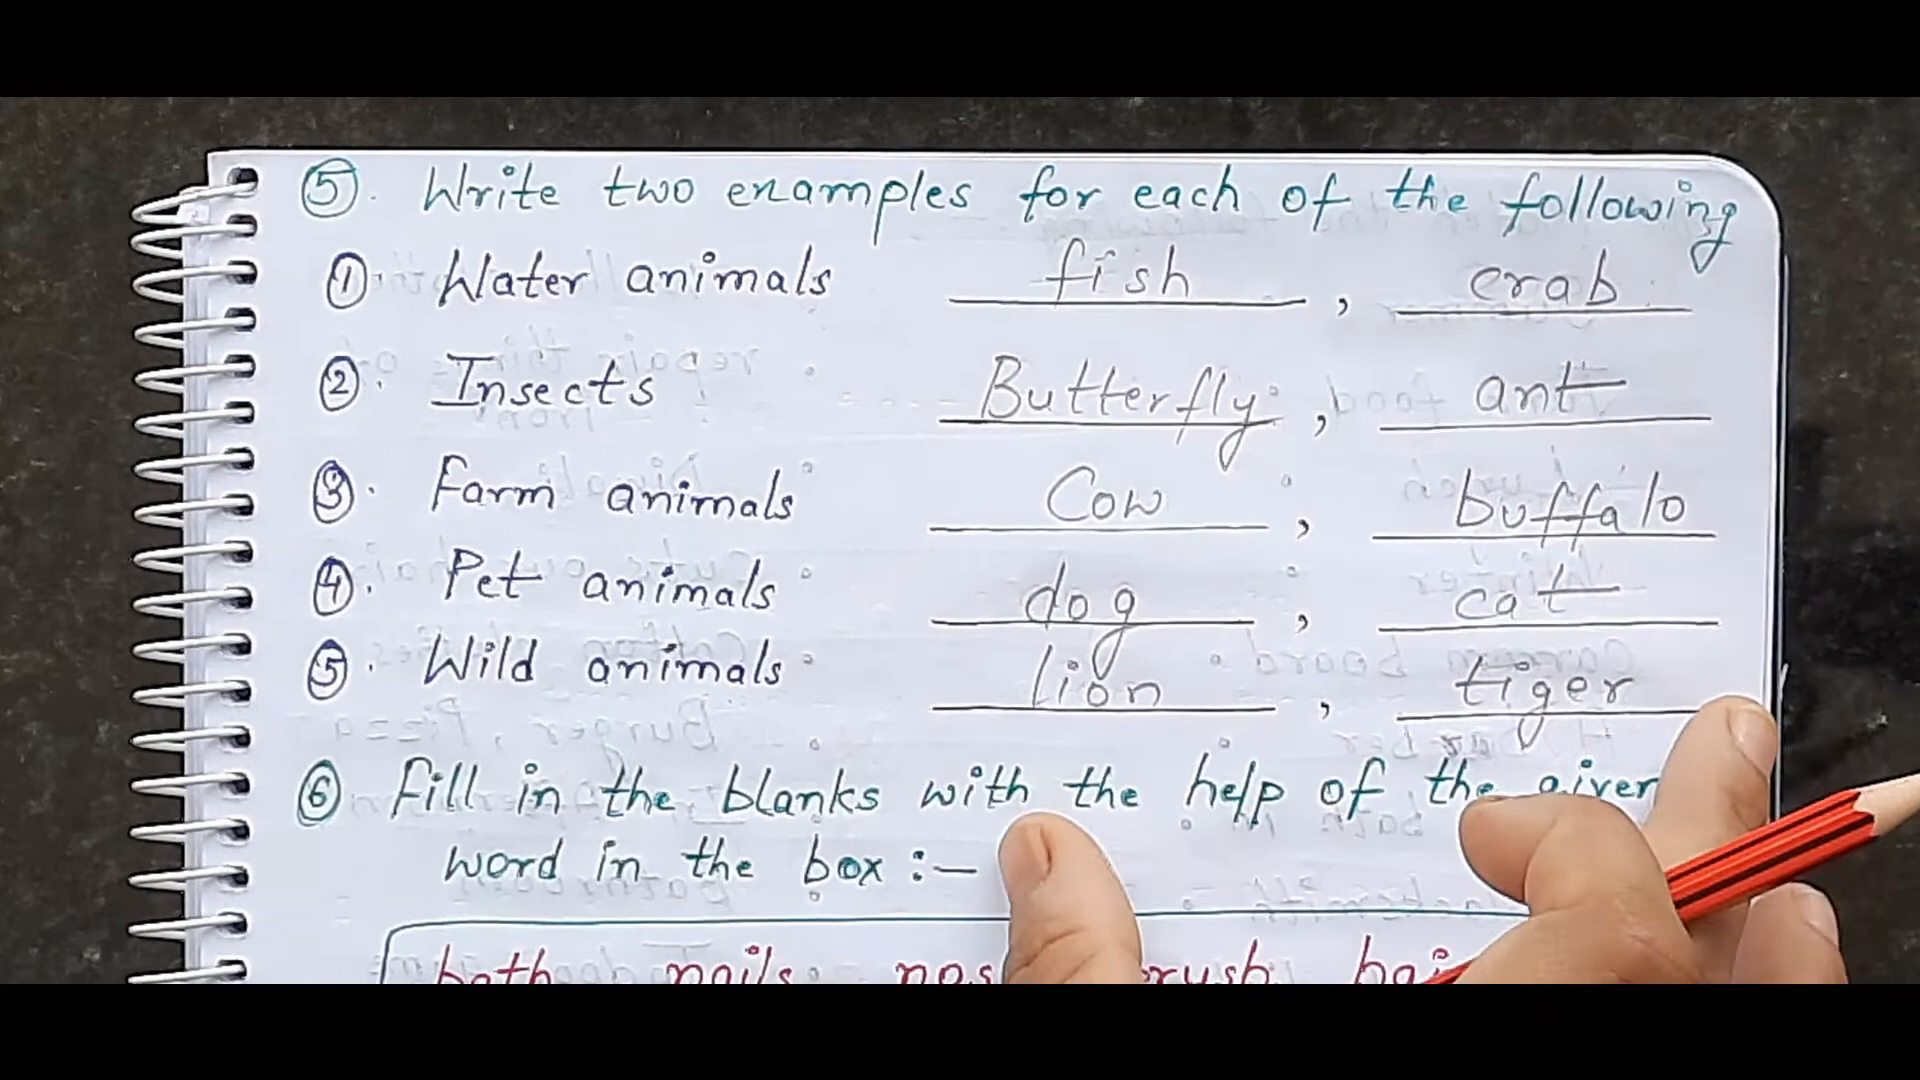 5. Write two examples for each of the following
1. Water animals fish, crab
2. Insects Butterfly, ant
3. Farm animals Cow, buffalo
4. Pet animals dog, cat
5. Wild animals lion, tiger
6 Fill in the blanks with the help of the given
word in the box :-
bath nails